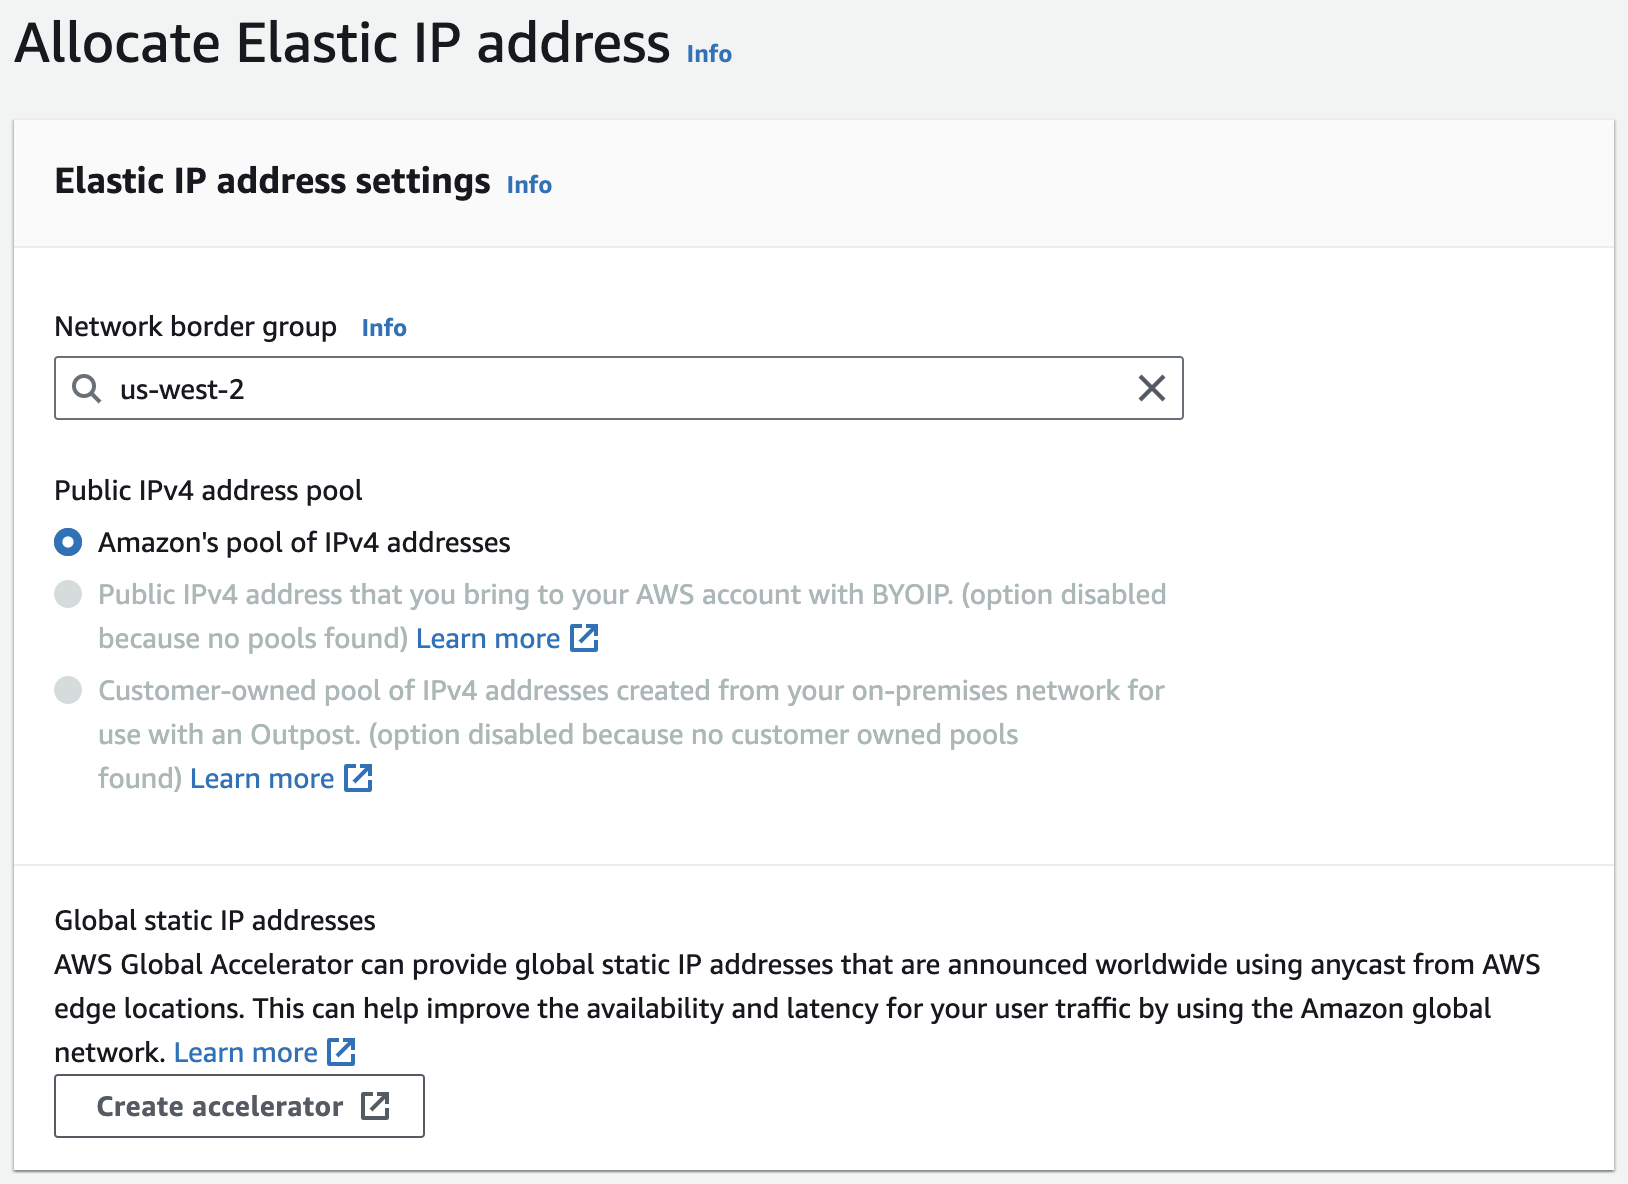 Allocate Elastic IP address Info
Elastic IP address settings Info
Network border group Info
us-west-2
Public IPv4 address pool
Amazon's pool of IPv4 addresses
Public IPv4 address that you bring to your AWS account with BYOIP. (option disabled
because no pools found) Learn more
Customer-owned pool of IPv4 addresses created from your on-premises network for
use with an Outpost. (option disabled because no customer owned pools
found) Learn more
Global static IP addresses
AWS Global Accelerator can provide global static IP addresses that are announced worldwide using anycast from AWS
edge locations. This can help improve the availability and latency for your user traffic by using the Amazon global
network. Learn more
Create accelerator